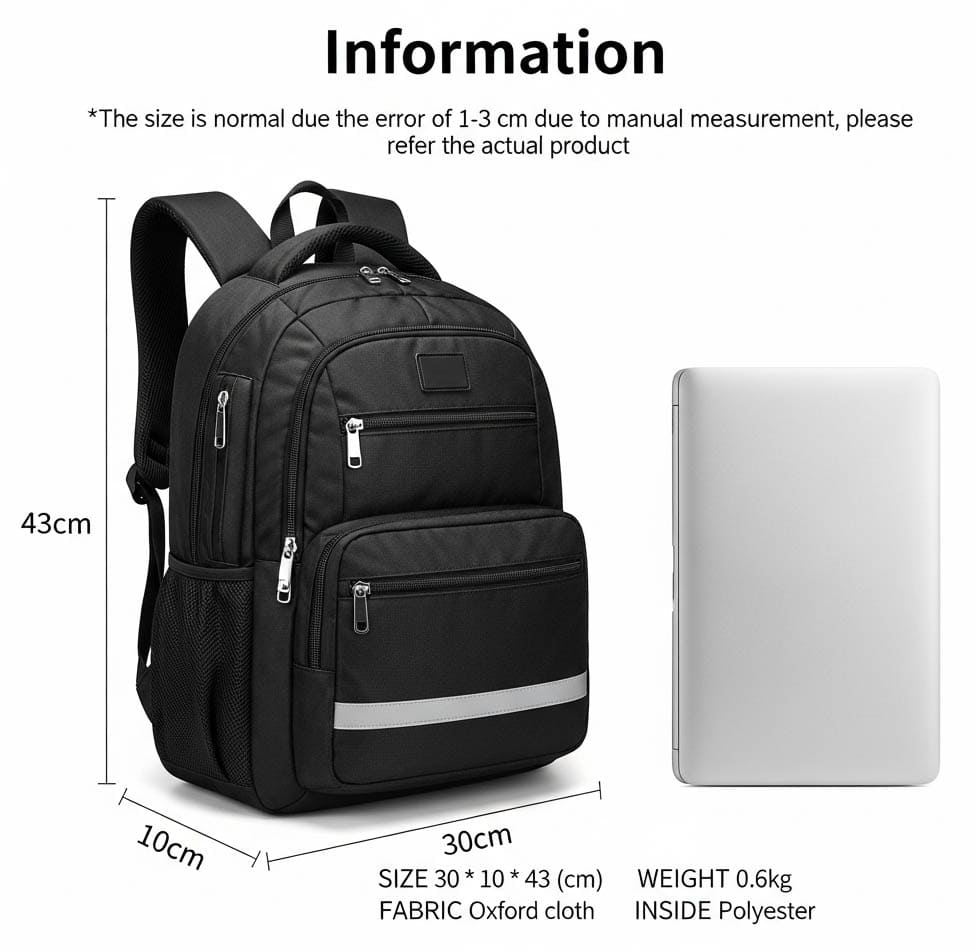 Information
*The size is normal due the error of 1-3 cm due to manual measurement, please
refer the actual product
43cm
10cm
30cm
SIZE 30 * 10 * 43 (cm) WEIGHT 0.6kg
FABRIC Oxford cloth INSIDE Polyester